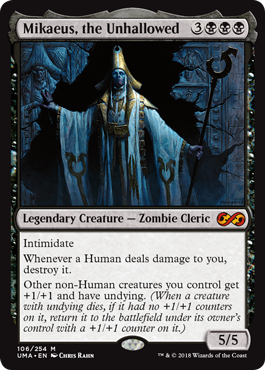 Mikaeus, the Unhallowed 3
Legendary Creature — Zombie Cleric
Intimidate
Whenever a Human deals damage to you,
destroy it.
Other non-Human creatures you control get
+1/+1 and have undying. (When a creature
with undying dies, if it had no +1/+1 counters
on it, return it to the battlefield under its owner's
control with a +1/+1 counter on it.)
5/5
106/254 M
UMA • EN Chris Rahn
™ & © 2018 Wizards of the Coast